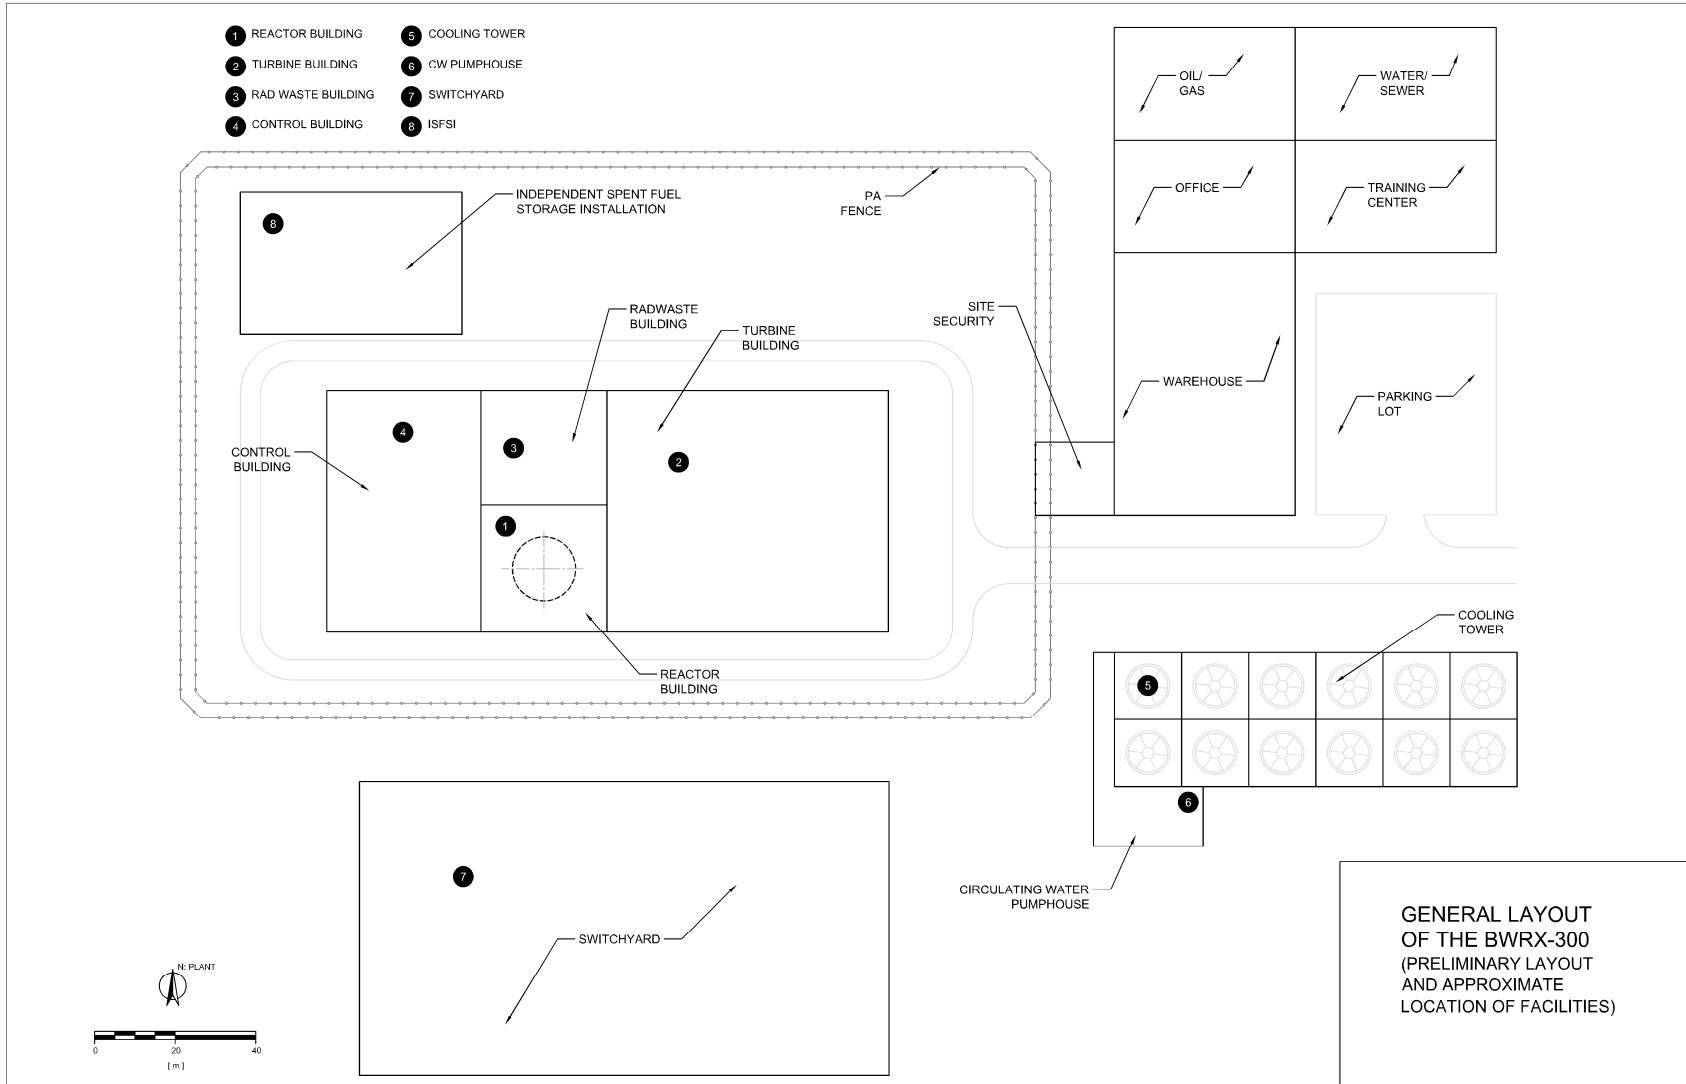 1 REACTOR BUILDING
2 TURBINE BUILDING
3 RAD WASTE BUILDING
4 CONTROL BUILDING
5 COOLING TOWER
6 CW PUMPHOUSE
7 SWITCHYARD
8 ISFSI
OIL/
GAS
WATER/
SEWER
OFFICE
TRAINING
CENTER
8
INDEPENDENT SPENT FUEL
STORAGE INSTALLATION
PA
FENCE
RADWASTE
BUILDING
TURBINE
BUILDING
SITE
SECURITY
WAREHOUSE
PARKING
LOT
4
3
2
CONTROL
BUILDING
1
REACTOR
BUILDING
COOLING
TOWER
5
6
CIRCULATING WATER
PUMPHOUSE
7
SWITCHYARD
N: PLANT
0 20 40
[ m ]
GENERAL LAYOUT
OF THE BWRX-300
(PRELIMINARY LAYOUT
AND APPROXIMATE
LOCATION OF FACILITIES)